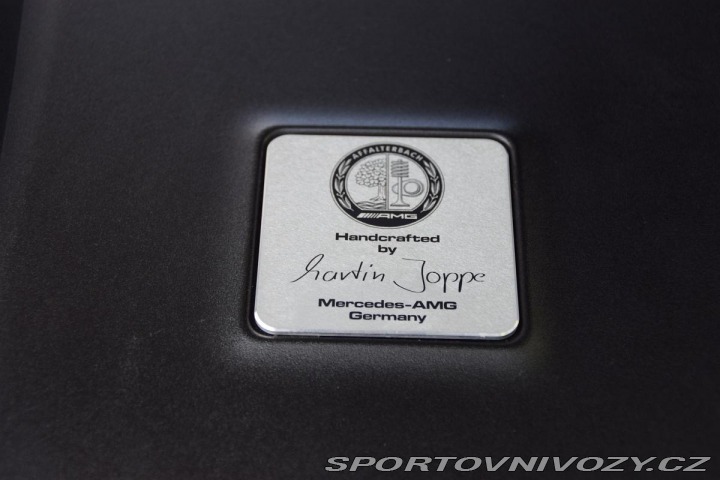 AFFALTERBACH
AMG
Handcrafted
by
Martin Joppe
Mercedes-AMG
Germany
SPORTOVNIVOZY.CZ